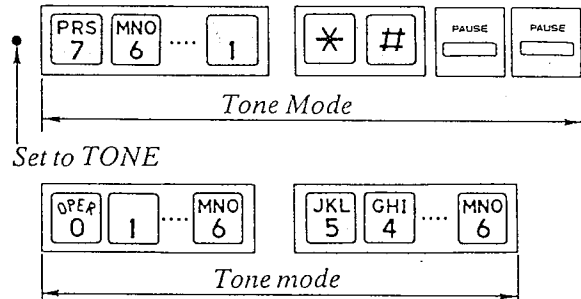 PRS MNO PAUSE PAUSE
7 6 .... 1 * #
Tone Mode
Set to TONE
OPER MNO JKL GHI MNO
0 1 .... 6 5 4 .... 6
Tone mode